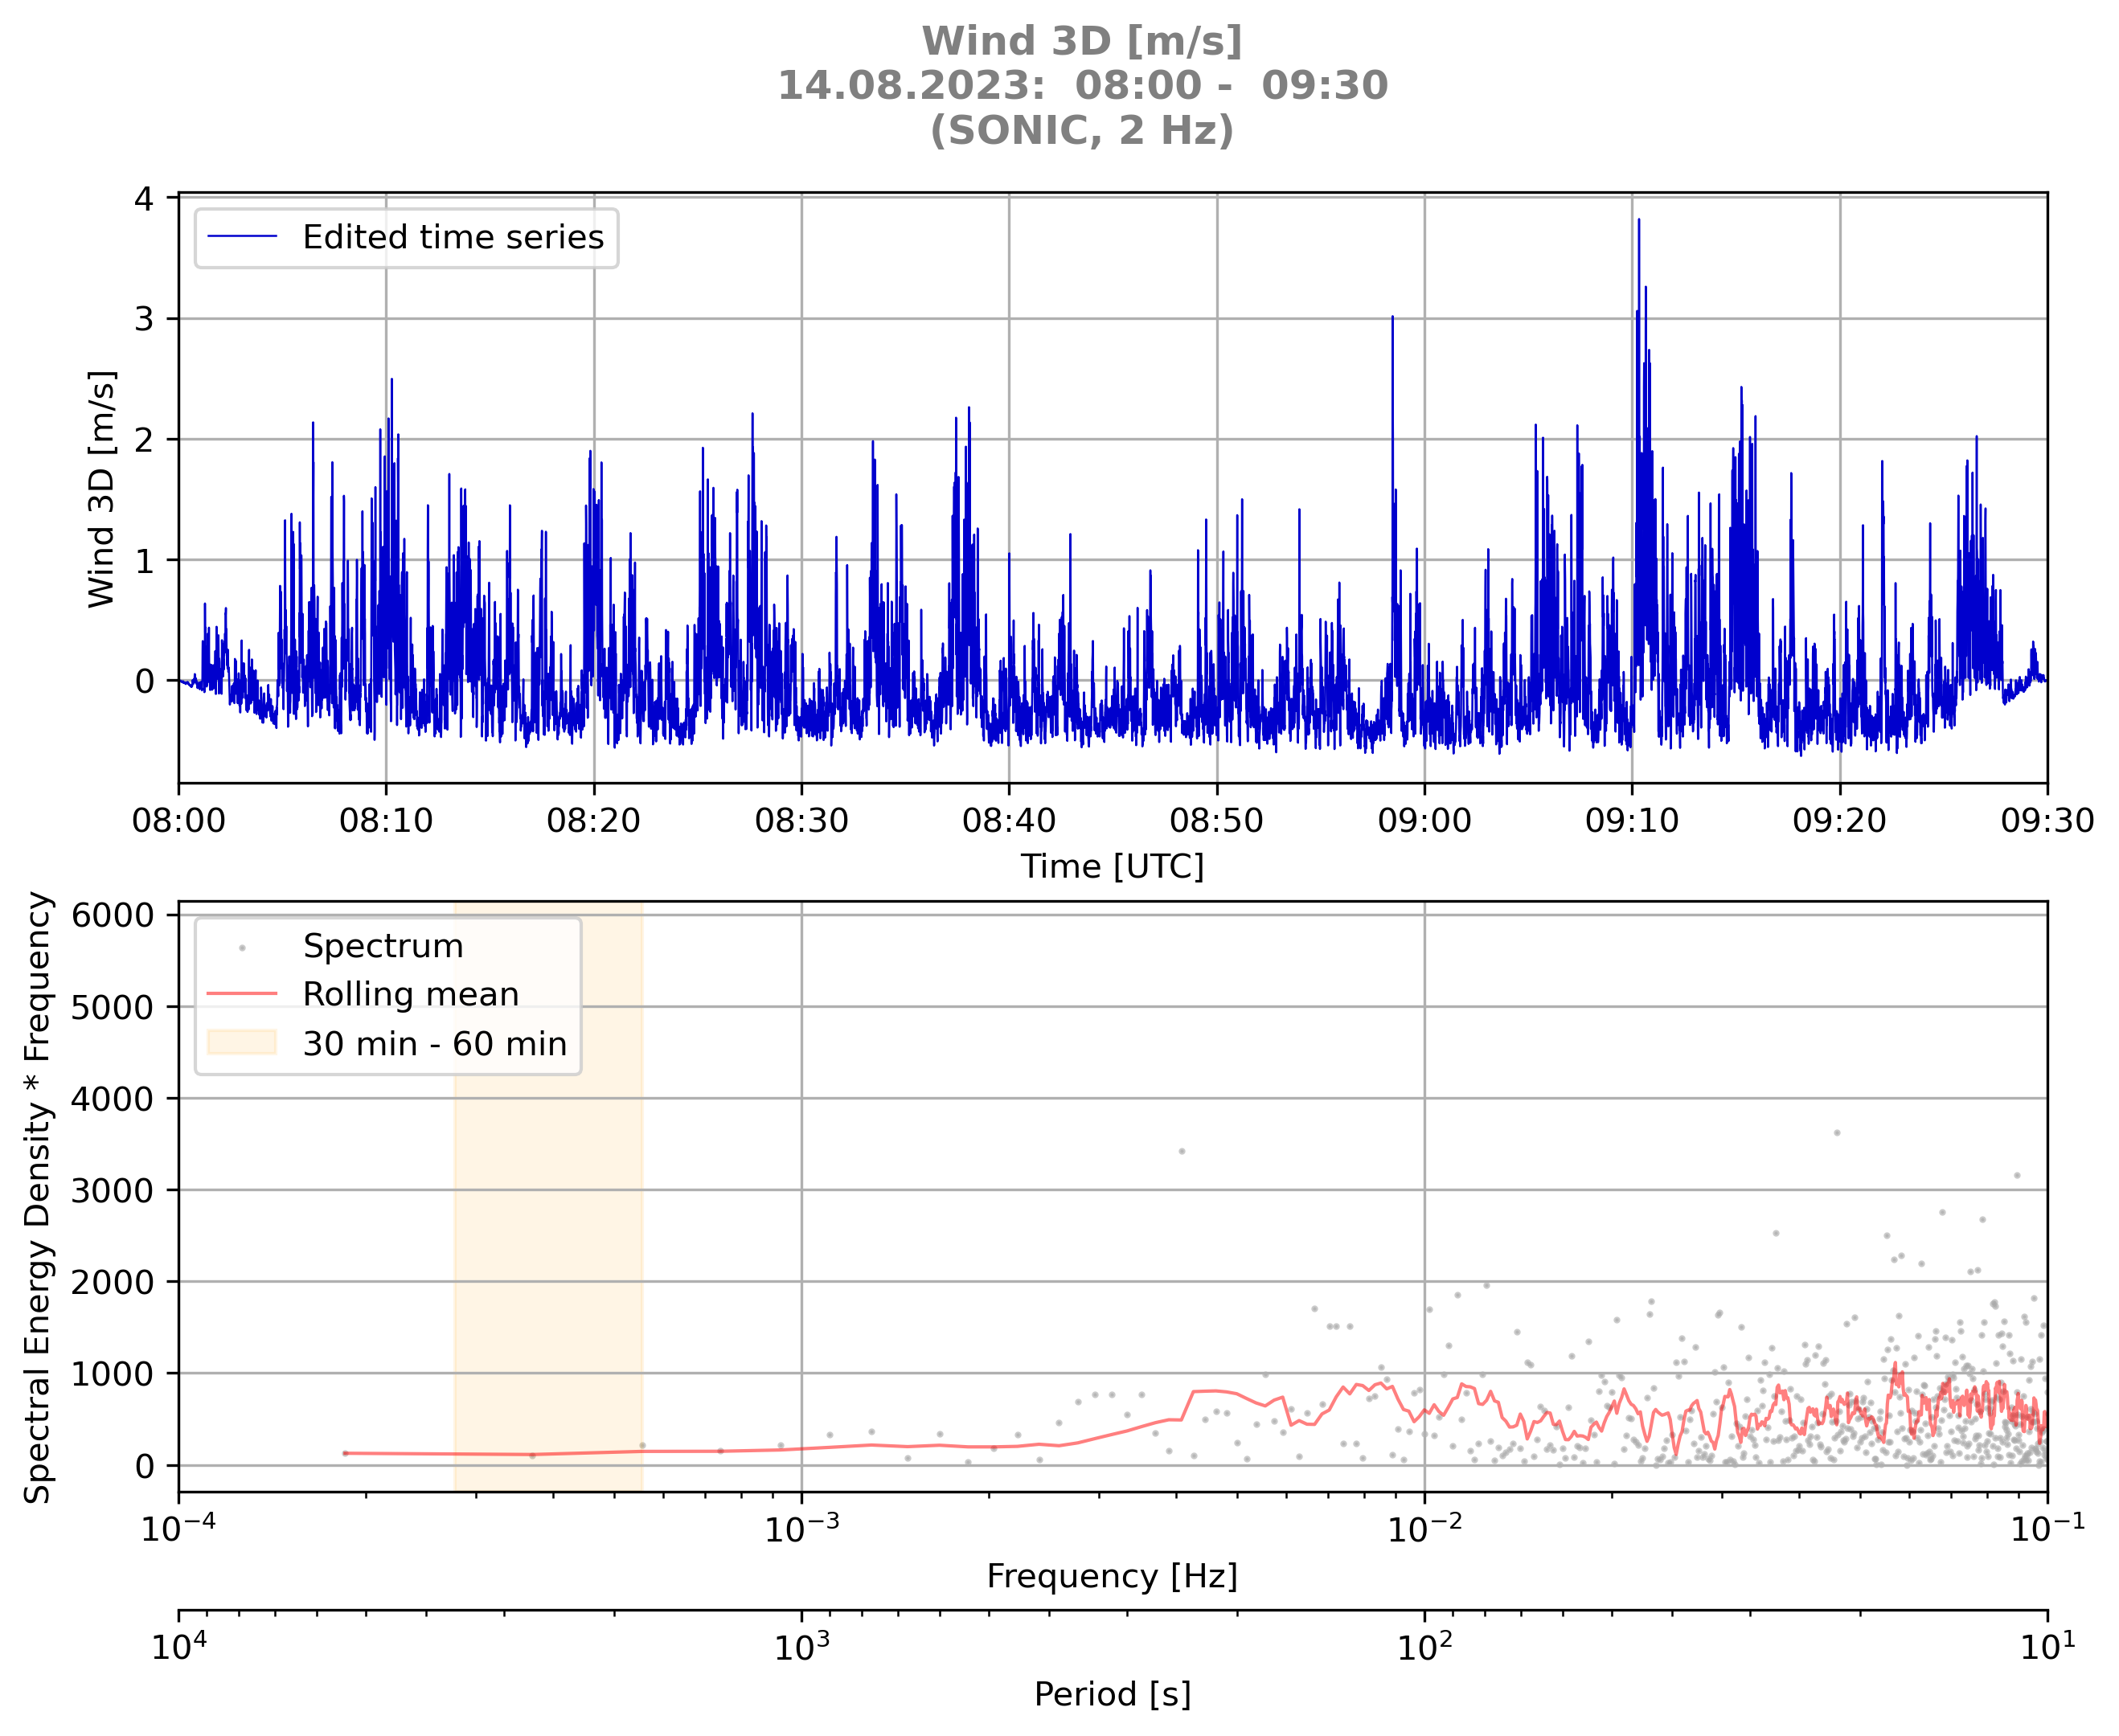 Wind 3D [m/s]
14.08.2023:  08:00 -  09:30
(SONIC, 2 Hz)
Edited time series
Wind 3D [m/s]
4
3
2
1
0
08:00 08:10 08:20 08:30 08:40 08:50 09:00 09:10 09:20 09:30
Time [UTC]
Spectrum
Rolling mean
30 min - 60 min
Spectral Energy Density * Frequency
6000
5000
4000
3000
2000
1000
0
10⁻⁴ 10⁻³ 10⁻² 10⁻¹
Frequency [Hz]
10⁴ 10³ 10² 10¹
Period [s]